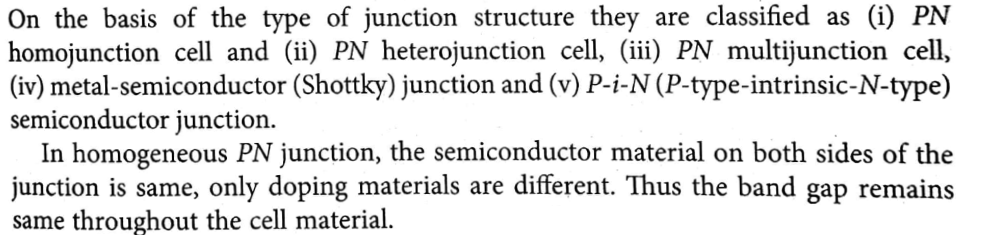 On the basis of the type of junction structure they are classified as (i) PN
homojunction cell and (ii) PN heterojunction cell, (iii) PN multijunction cell,
(iv) metal-semiconductor (Shottky) junction and (v) P-i-N (P-type-intrinsic-N-type)
semiconductor junction.
In homogeneous PN junction, the semiconductor material on both sides of the
junction is same, only doping materials are different. Thus the band gap remains
same throughout the cell material.